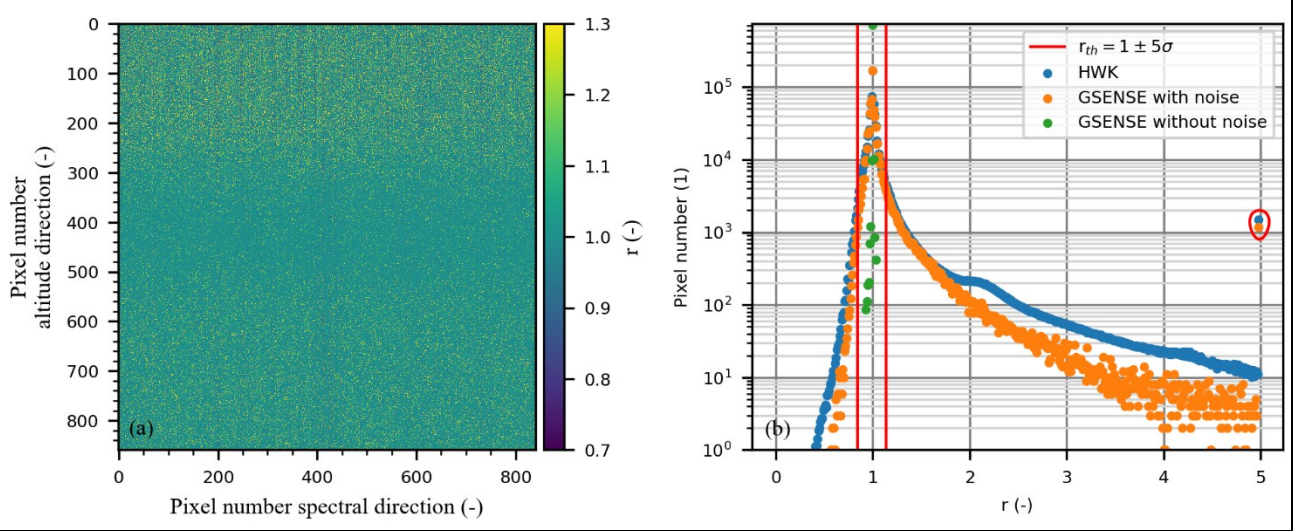 0
100
200
300
400
500
600
700
800
Pixel number
altitude direction (-)
(a)
0 200 400 600 800
Pixel number spectral direction (-)
1.3
1.2
1.1
1.0
0.9
0.8
0.7
r (-)
10⁵
10⁴
10³
10²
10¹
10⁰
Pixel number (1)
r_th = 1 ± 5σ
HWK
GSENSE with noise
GSENSE without noise
(b)
0 1 2 3 4 5
r (-)